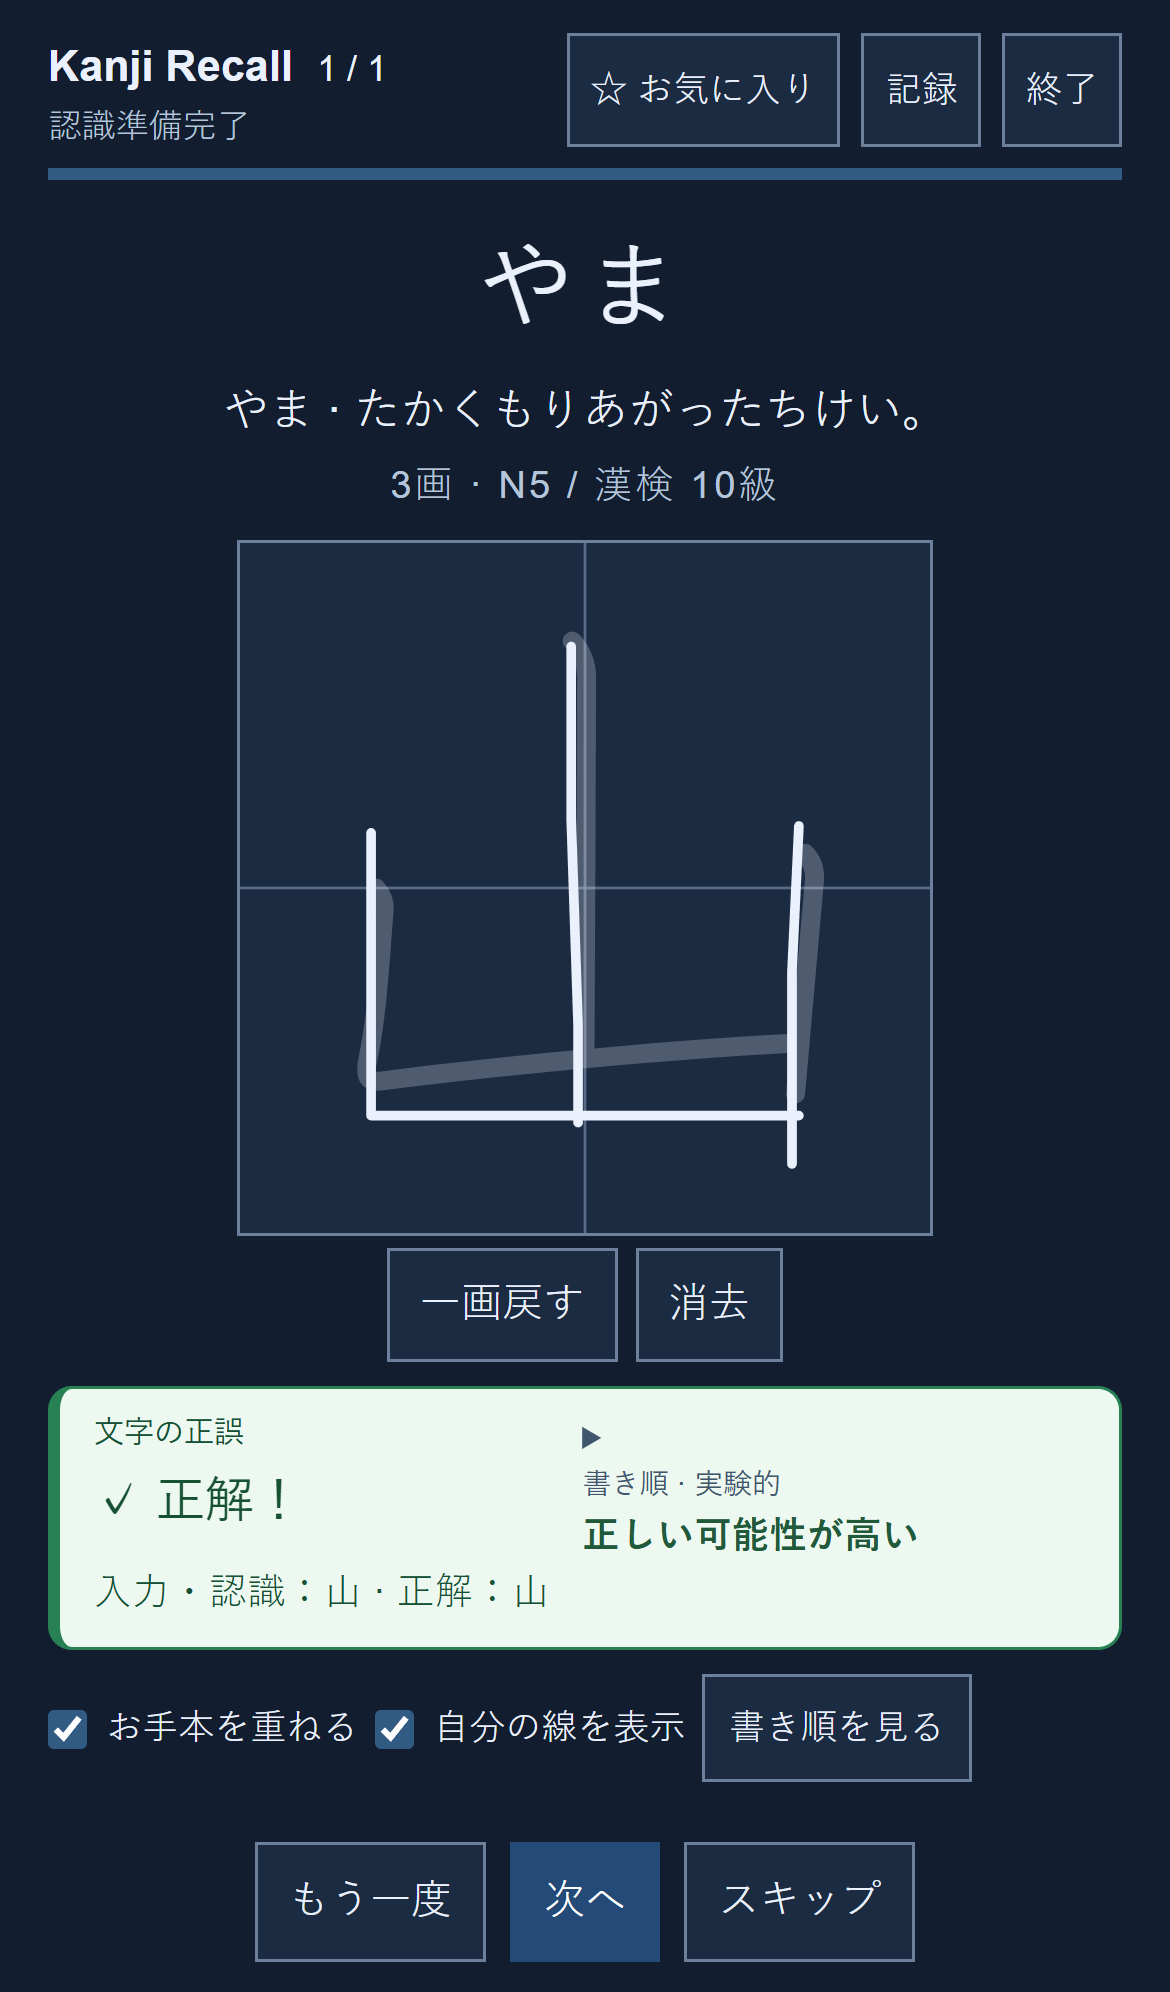 Kanji Recall 1 / 1
認識準備完了
☆ お気に入り
記録
終了
やま
やま · たかくもりあがったちけい。
3画 · N5 / 漢検 10級
山
一画戻す
消去
文字の正誤
✓ 正解！
入力・認識：山 · 正解：山
▶
書き順 · 実験的
正しい可能性が高い
お手本を重ねる
自分の線を表示
書き順を見る
もう一度
次へ
スキップ